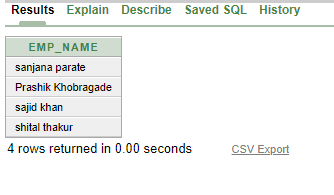 Results Explain Describe Saved SQL History
EMP_NAME
sanjana parate
Prashik Khobragade
sajid khan
shital thakur
4 rows returned in 0.00 seconds CSV Export